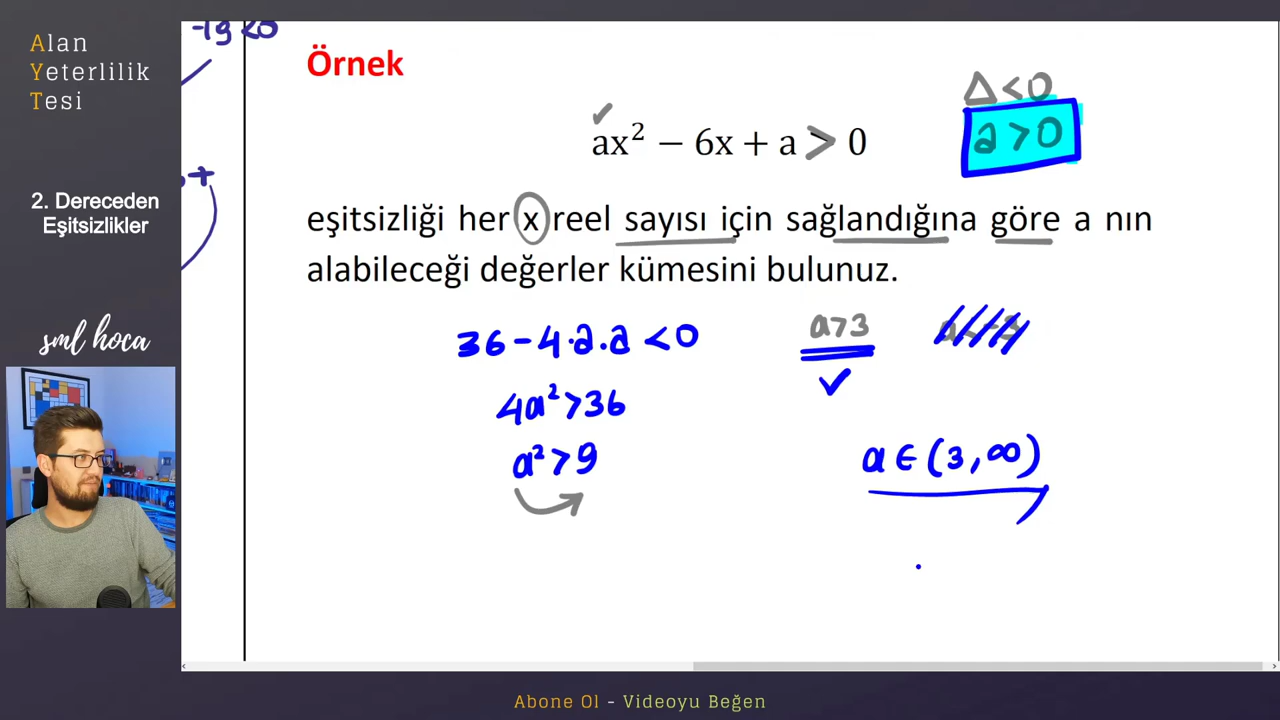 Alan
Yeterlilik
Tesi
2. Dereceden
Eşitsizlikler
sml hoca
-19 <0
+
Örnek
ax² − 6x + a > 0
Δ<0
a>0
eşitsizliği her x reel sayısı için sağlandığına göre a nın
alabileceği değerler kümesini bulunuz.
36-4·a·a <0
4a²>36
a²>9
a>3
a∈(3,∞)
Abone Ol - Videoyu Beğen